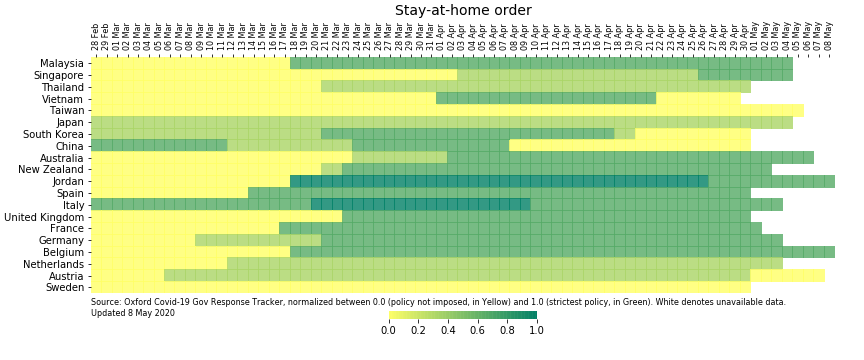 Stay-at-home order
28 Feb
29 Feb
01 Mar
02 Mar
03 Mar
04 Mar
05 Mar
06 Mar
07 Mar
08 Mar
09 Mar
10 Mar
11 Mar
12 Mar
13 Mar
14 Mar
15 Mar
16 Mar
17 Mar
18 Mar
19 Mar
20 Mar
21 Mar
22 Mar
23 Mar
24 Mar
25 Mar
26 Mar
27 Mar
28 Mar
29 Mar
30 Mar
31 Mar
01 Apr
02 Apr
03 Apr
04 Apr
05 Apr
06 Apr
07 Apr
08 Apr
09 Apr
10 Apr
11 Apr
12 Apr
13 Apr
14 Apr
15 Apr
16 Apr
17 Apr
18 Apr
19 Apr
20 Apr
21 Apr
22 Apr
23 Apr
24 Apr
25 Apr
26 Apr
27 Apr
28 Apr
29 Apr
30 Apr
01 May
02 May
03 May
04 May
05 May
06 May
07 May
08 May
Malaysia
Singapore
Thailand
Vietnam
Taiwan
Japan
South Korea
China
Australia
New Zealand
Jordan
Spain
Italy
United Kingdom
France
Germany
Belgium
Netherlands
Austria
Sweden
Source: Oxford Covid-19 Gov Response Tracker, normalized between 0.0 (policy not imposed, in Yellow) and 1.0 (strictest policy, in Green). White denotes unavailable data.
Updated 8 May 2020
0.0 0.2 0.4 0.6 0.8 1.0